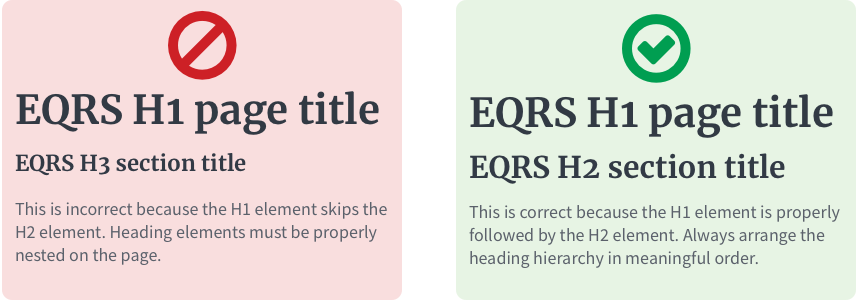 EQRS H1 page title
EQRS H3 section title
This is incorrect because the H1 element skips the
H2 element. Heading elements must be properly
nested on the page.
EQRS H1 page title
EQRS H2 section title
This is correct because the H1 element is properly
followed by the H2 element. Always arrange the
heading hierarchy in meaningful order.